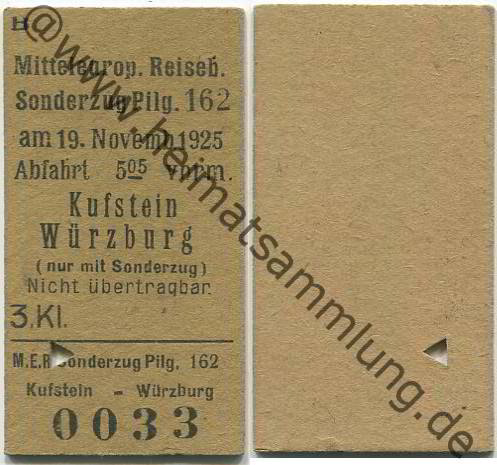 H
Mitteleurop. Reiseb.
Sonderzug Pilg. 162
am 19. Novemb 1925
Abfahrt 5⁰⁵ vorm.
Kufstein
Würzburg
(nur mit Sonderzug)
Nicht übertragbar.
3.Kl.
M.E.R Sonderzug Pilg. 162
Kufstein - Würzburg
0033
@www.heimatsammlung.de